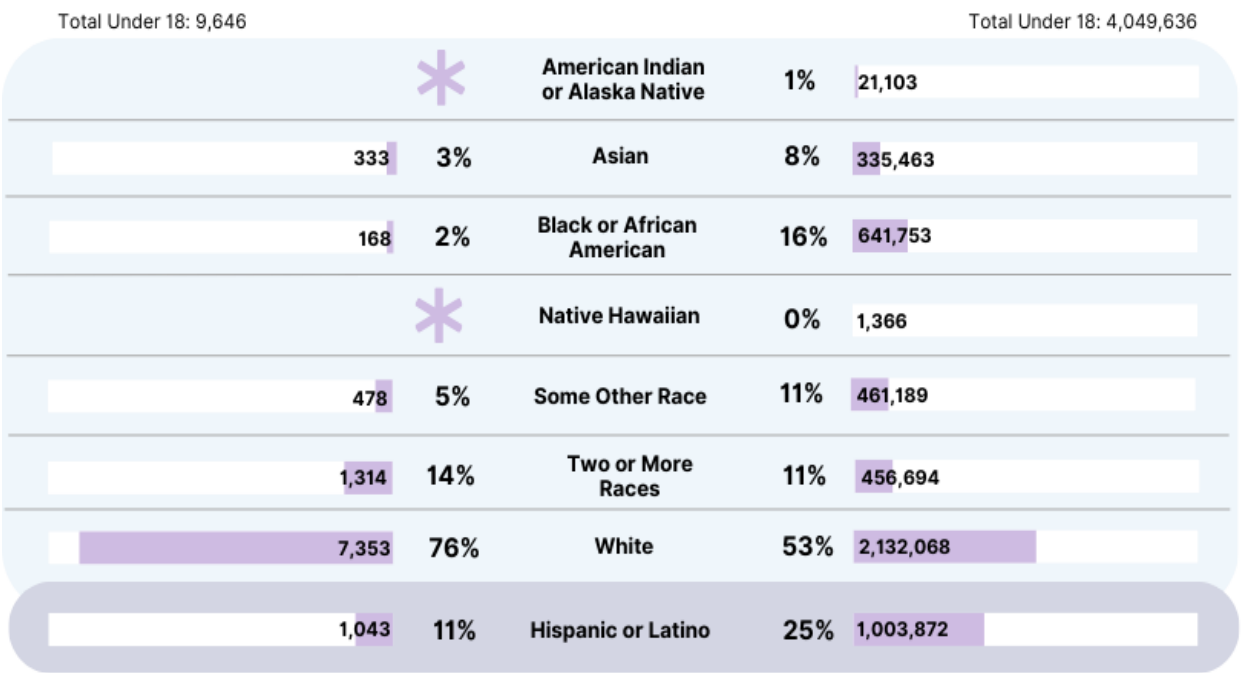 Total Under 18: 9,646
Total Under 18: 4,049,636
American Indian
or Alaska Native
1%
21,103
333
3%
Asian
8%
335,463
168
2%
Black or African
American
16%
641,753
Native Hawaiian
0%
1,366
478
5%
Some Other Race
11%
461,189
1,314
14%
Two or More
Races
11%
456,694
7,353
76%
White
53%
2,132,068
1,043
11%
Hispanic or Latino
25%
1,003,872